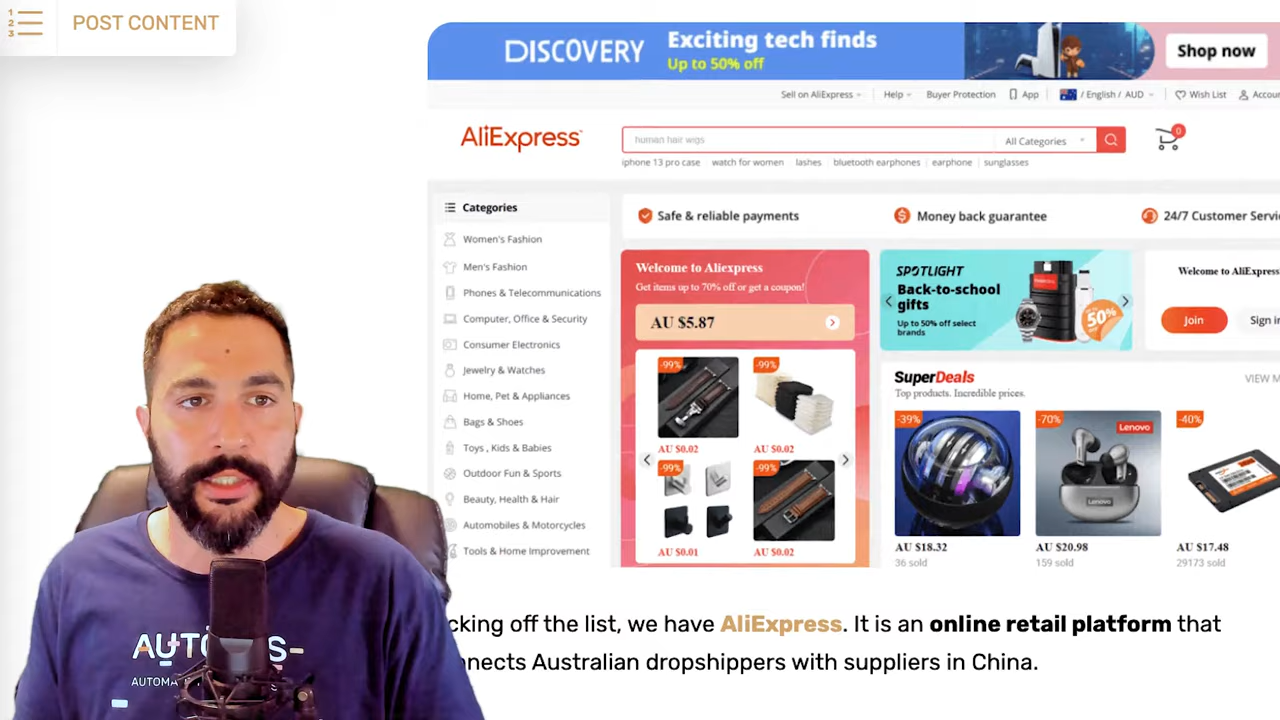 1
2
3
POST CONTENT
DISCOVERY
Exciting tech finds
Up to 50% off
Shop now
Sell on AliExpress
Help
Buyer Protection
App
/ English / AUD
Wish List
AliExpress
human hair wigs
All Categories
0
iphone 13 pro case watch for women lashes bluetooth earphones earphone sunglasses
Categories
Women's Fashion
Men's Fashion
Phones & Telecommunications
Computer, Office & Security
Consumer Electronics
Jewelry & Watches
Home, Pet & Appliances
Bags & Shoes
Toys , Kids & Babies
Outdoor Fun & Sports
Beauty, Health & Hair
Automobiles & Motorcycles
Tools & Home Improvement
Safe & reliable payments
Money back guarantee
24/7 Customer
Welcome to Aliexpress
Get items up to 70% off or get a coupon!
AU $5.87
-99%
-99%
AU $0.02
AU $0.02
-99%
-99%
AU $0.01
AU $0.02
SPOTLIGHT
Back-to-school
gifts
Up to 50% off select
brands
50%
Welcome to AliExpress
Join
Sign in
SuperDeals
VIEW
Top products. Incredible prices.
-39%
-70%
Lenovo
Lenovo
-40%
AU $18.32
AU $20.98
AU $17.48
36 sold
159 sold
29173 sold
off the list, we have AliExpress. It is an online retail platform that
Australian dropshippers with suppliers in China.